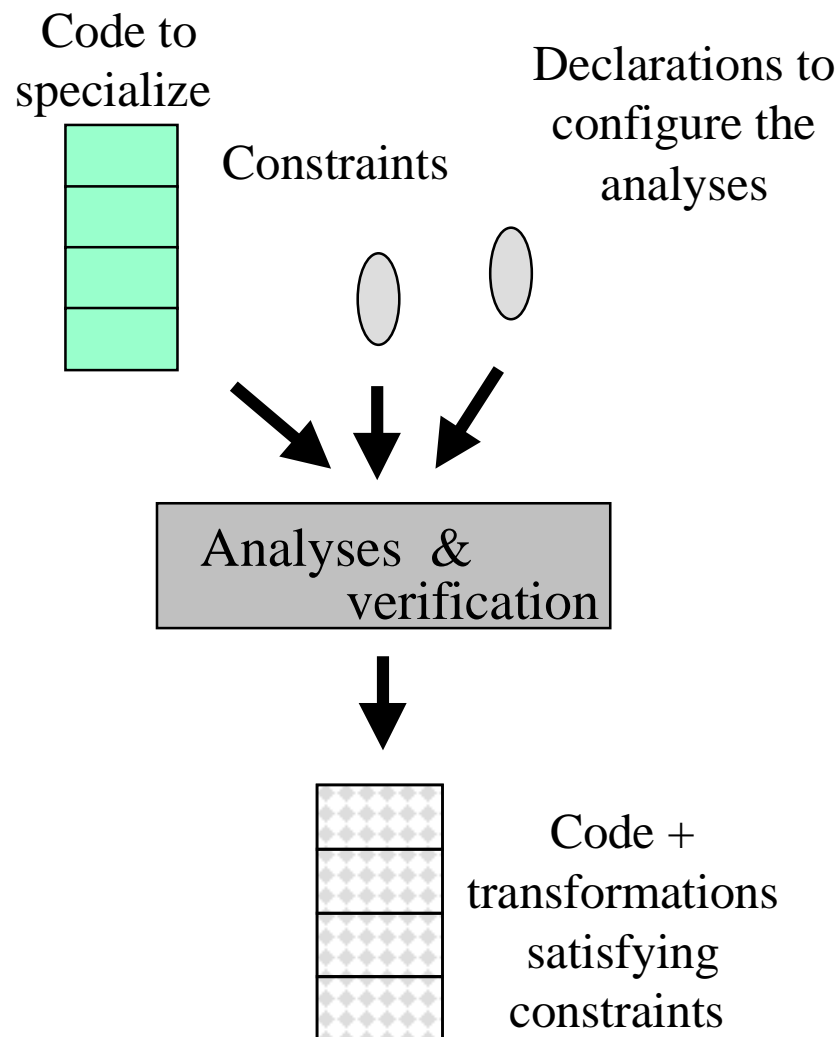 Code to
specialize
Constraints
Declarations to
configure the
analyses
Analyses &
verification
Code +
transformations
satisfying
constraints